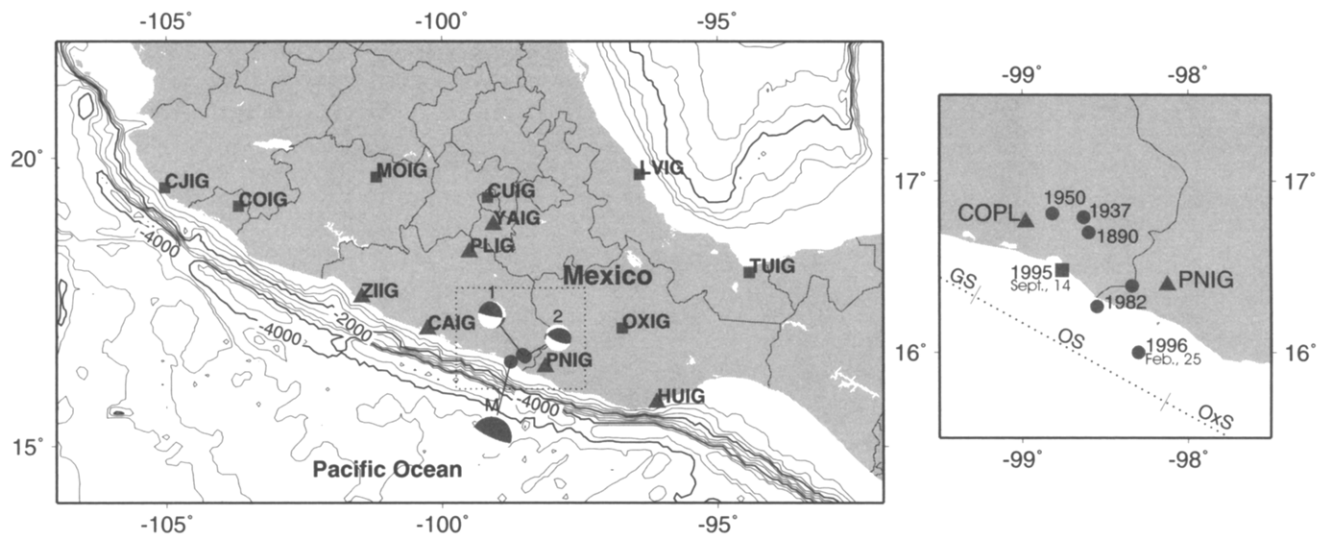 -105° -100° -95°
20°
15°
CJIG
COIG
MOIG
CUIG
YAIG
PLIG
LVIG
TUIG
Mexico
ZIIG
CAIG
OXIG
PNIG
HUIG
1
2
M
-4000
-2000
-4000
-4000
Pacific Ocean
-105° -100° -95°
-99° -98°
17° 17°
16° 16°
COPL
1950
1937
1890
1995
Sept., 14
PNIG
1982
1996
Feb., 25
GS
OS
OxS
-99° -98°